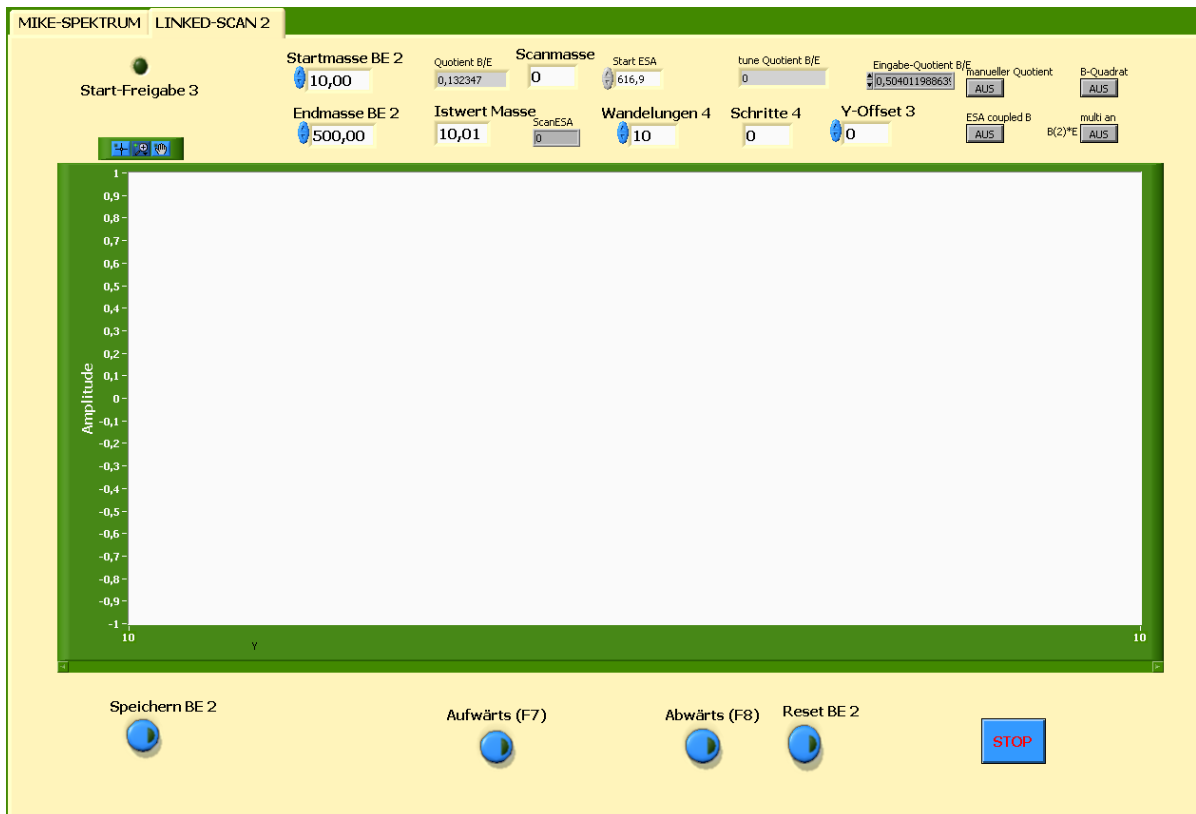 MIKE-SPEKTRUM LINKED-SCAN 2
Start-Freigabe 3
Startmasse BE 2
10,00
Quotient B/E
0,132347
Scanmasse
0
Start ESA
616,9
tune Quotient B/E
0
Eingabe-Quotient B/E
0,504011988639
manueller Quotient
AUS
B-Quadrat
AUS
Endmasse BE 2
500,00
Istwert Masse
10,01
ScanESA
0
Wandelungen 4
10
Schritte 4
0
Y-Offset 3
0
ESA coupled B
AUS
multi an
B(2)*E AUS
Amplitude
1
0,9
0,8
0,7
0,6
0,5
0,4
0,3
0,2
0,1
0
-0,1
-0,2
-0,3
-0,4
-0,5
-0,6
-0,7
-0,8
-0,9
-1
10 10
Y
Speichern BE 2
Aufwärts (F7)
Abwärts (F8)
Reset BE 2
STOP